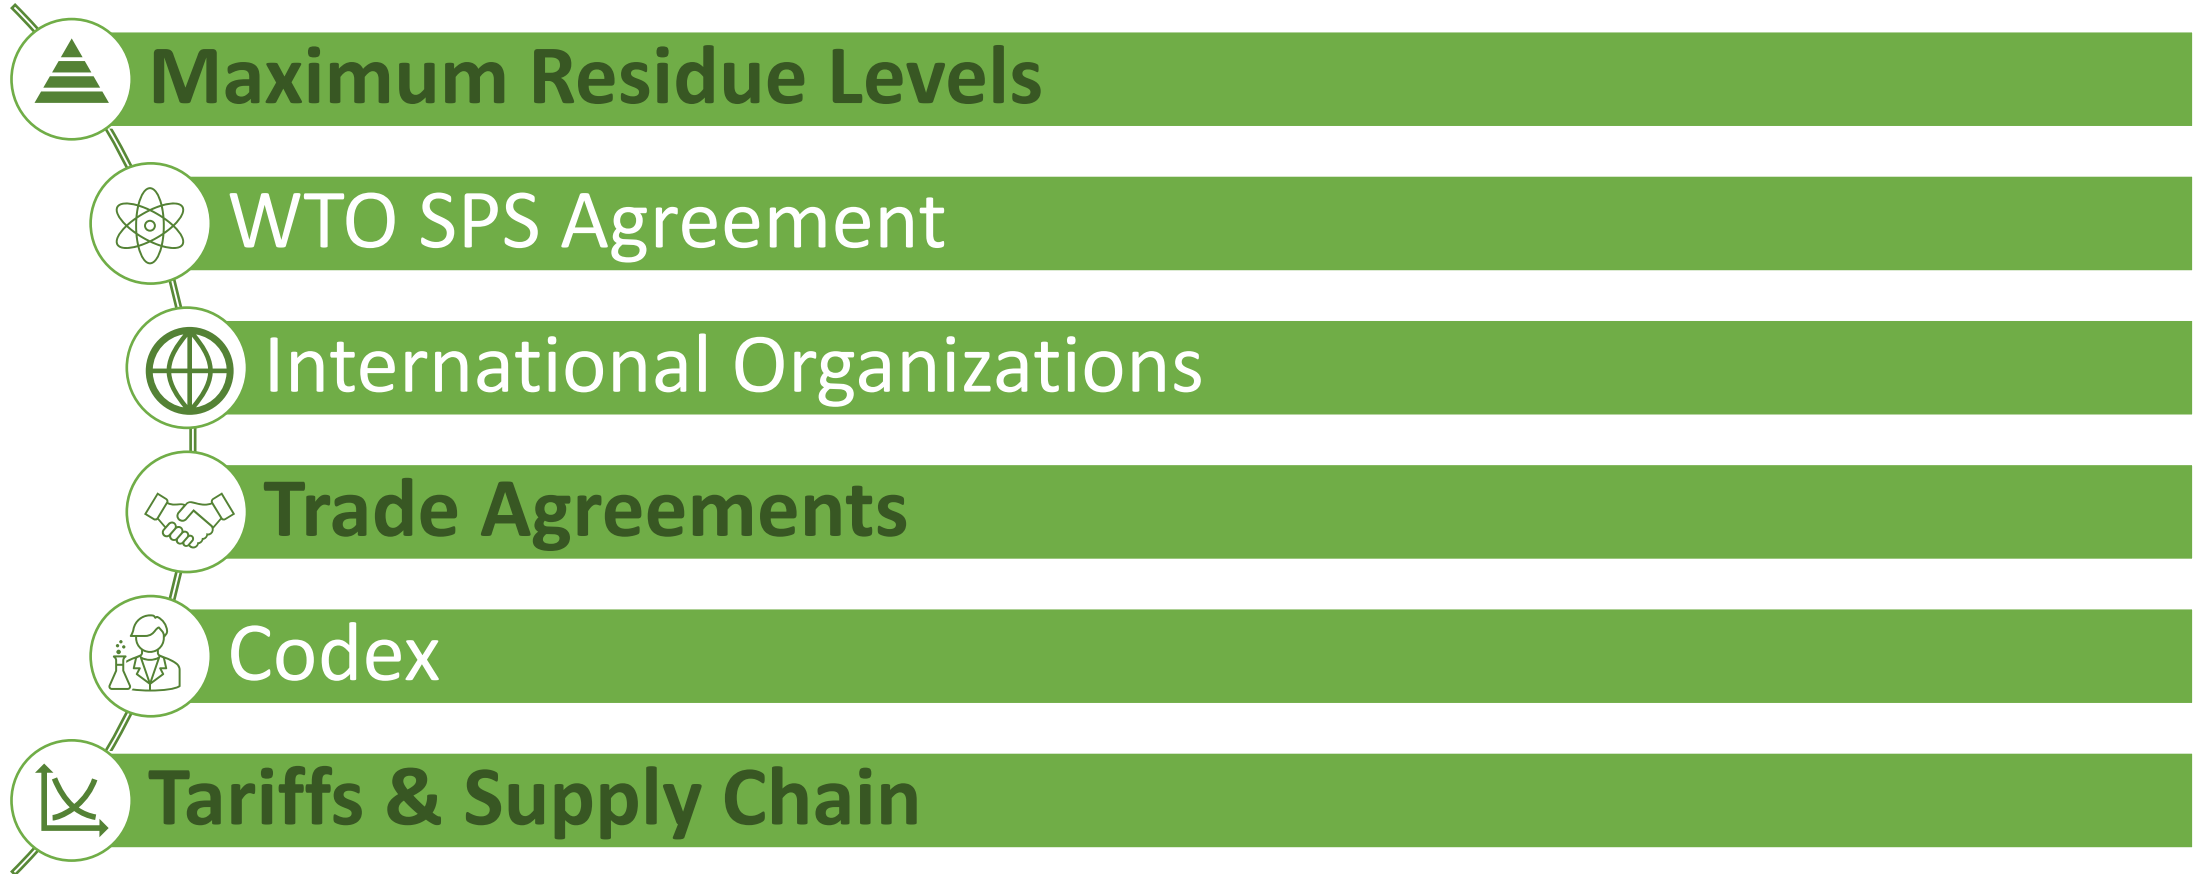 Maximum Residue Levels
WTO SPS Agreement
International Organizations
Trade Agreements
Codex
Tariffs & Supply Chain